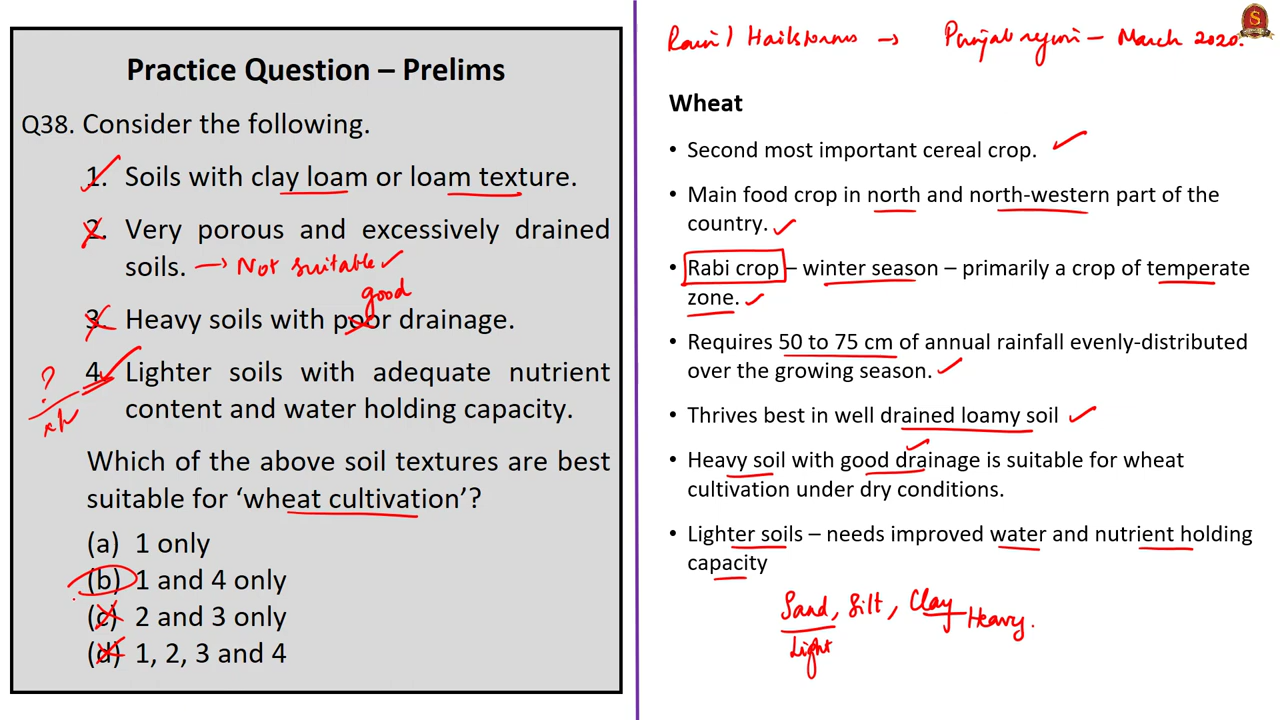 Practice Question – Prelims
Q38. Consider the following.
1. Soils with clay loam or loam texture.
2. Very porous and excessively drained
soils. → Not suitable ✓
good
3. Heavy soils with poor drainage.
4. Lighter soils with adequate nutrient
content and water holding capacity.
?
Which of the above soil textures are best
suitable for ‘wheat cultivation’?
(a) 1 only
(b) 1 and 4 only
(c) 2 and 3 only
(d) 1, 2, 3 and 4
Rain / Hailstorms → Punjab region – March 2020.
S
Wheat
• Second most important cereal crop.
• Main food crop in north and north-western part of the
country.
• Rabi crop – winter season – primarily a crop of temperate
zone.
• Requires 50 to 75 cm of annual rainfall evenly-distributed
over the growing season.
• Thrives best in well drained loamy soil
• Heavy soil with good drainage is suitable for wheat
cultivation under dry conditions.
• Lighter soils – needs improved water and nutrient holding
capacity
Sand, Silt, Clay
Heavy.
Light